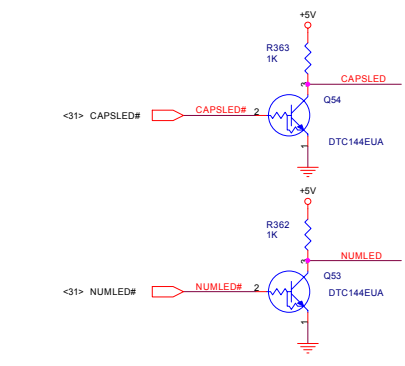 +5V
R363
1K
3
CAPSLED
Q54
<31> CAPSLED#
CAPSLED#
2
DTC144EUA
1
+5V
R362
1K
3
NUMLED
Q53
<31> NUMLED#
NUMLED#
2
DTC144EUA
1